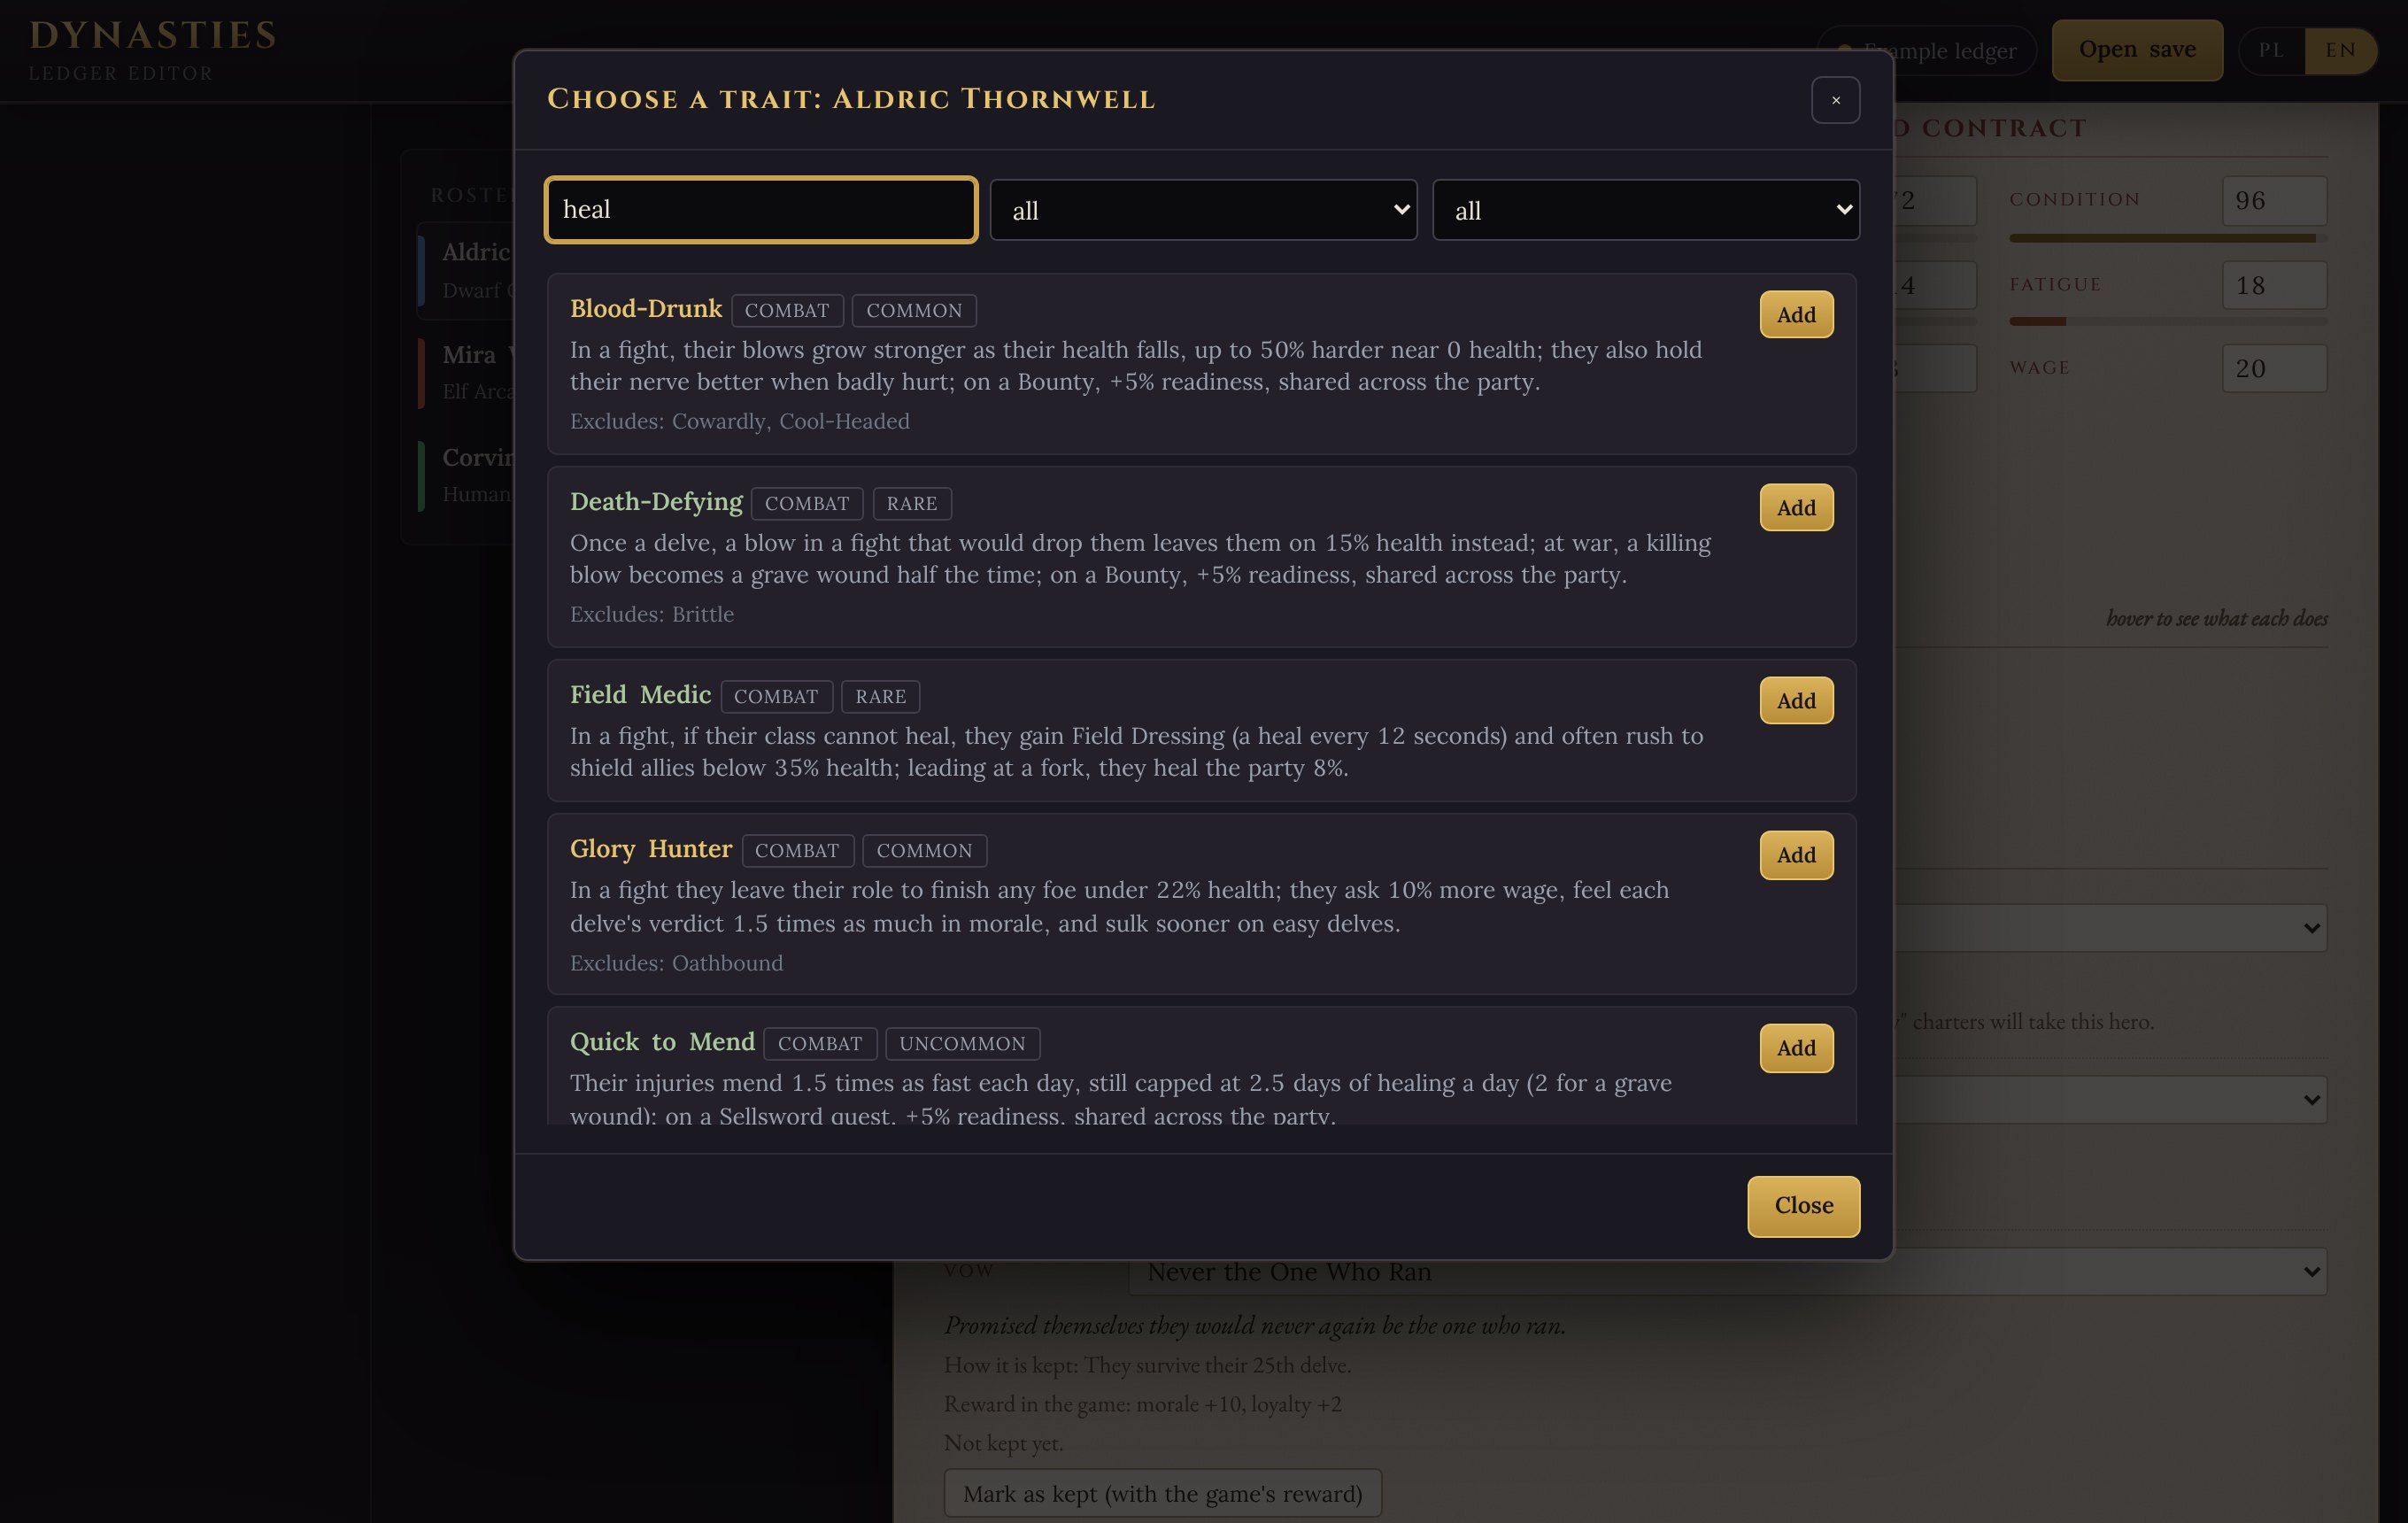 DYNASTIES
LEDGER EDITOR
Example ledger
Open save
PL
EN
CHOOSE A TRAIT: ALDRIC THORNWELL
×
heal
all
all
Blood-Drunk COMBAT COMMON
Add
In a fight, their blows grow stronger as their health falls, up to 50% harder near 0 health; they also hold
their nerve better when badly hurt; on a Bounty, +5% readiness, shared across the party.
Excludes: Cowardly, Cool-Headed
Death-Defying COMBAT RARE
Add
Once a delve, a blow in a fight that would drop them leaves them on 15% health instead; at war, a killing
blow becomes a grave wound half the time; on a Bounty, +5% readiness, shared across the party.
Excludes: Brittle
Field Medic COMBAT RARE
Add
In a fight, if their class cannot heal, they gain Field Dressing (a heal every 12 seconds) and often rush to
shield allies below 35% health; leading at a fork, they heal the party 8%.
Glory Hunter COMBAT COMMON
Add
In a fight they leave their role to finish any foe under 22% health; they ask 10% more wage, feel each
delve's verdict 1.5 times as much in morale, and sulk sooner on easy delves.
Excludes: Oathbound
Quick to Mend COMBAT UNCOMMON
Add
Their injuries mend 1.5 times as fast each day, still capped at 2.5 days of healing a day (2 for a grave
wound); on a Sellsword quest, +5% readiness, shared across the party.
Close
Aldric
Dwarf
Mira
Elf
Corvin
Human
CONTRACT
CONDITION
96
FATIGUE
18
WAGE
20
hover to see what each does
charters will take this hero.
VOW
Never the One Who Ran
Promised themselves they would never again be the one who ran.
How it is kept: They survive their 25th delve.
Reward in the game: morale +10, loyalty +2
Not kept yet.
Mark as kept (with the game's reward)